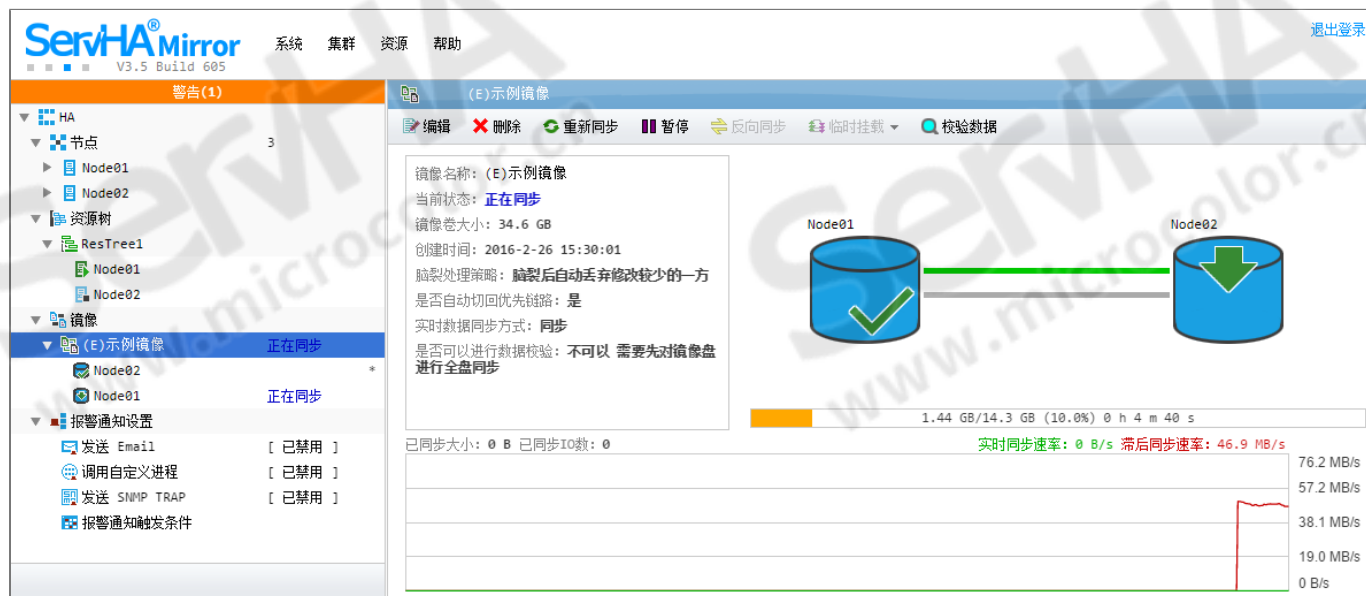 ServHA® Mirror
V3.5 Build 605
系统 集群 资源 帮助
退出登录
警告(1)
HA
节点 3
Node01
Node02
资源树
ResTree1
Node01
Node02
镜像
(E)示例镜像 正在同步
Node02 *
Node01 正在同步
报警通知设置
发送 Email [ 已禁用 ]
调用自定义进程 [ 已禁用 ]
发送 SNMP TRAP [ 已禁用 ]
报警通知触发条件
(E)示例镜像
编辑 删除 重新同步 暂停 反向同步 临时挂载 校验数据
镜像名称: (E)示例镜像
当前状态: 正在同步
镜像卷大小: 34.6 GB
创建时间: 2016-2-26 15:30:01
脑裂处理策略: 脑裂后自动丢弃修改较少的一方
是否自动切回优先链路: 是
实时数据同步方式: 同步
是否可以进行数据校验: 不可以 需要先对镜像盘
进行全盘同步
Node01 Node02
1.44 GB/14.3 GB (10.0%) 0 h 4 m 40 s
已同步大小: 0 B 已同步IO数: 0
实时同步速率: 0 B/s 滞后同步速率: 46.9 MB/s
76.2 MB/s
57.2 MB/s
38.1 MB/s
19.0 MB/s
0 B/s
ServHA
www.microcolor.cn
ServHA
www.microcolor.cn